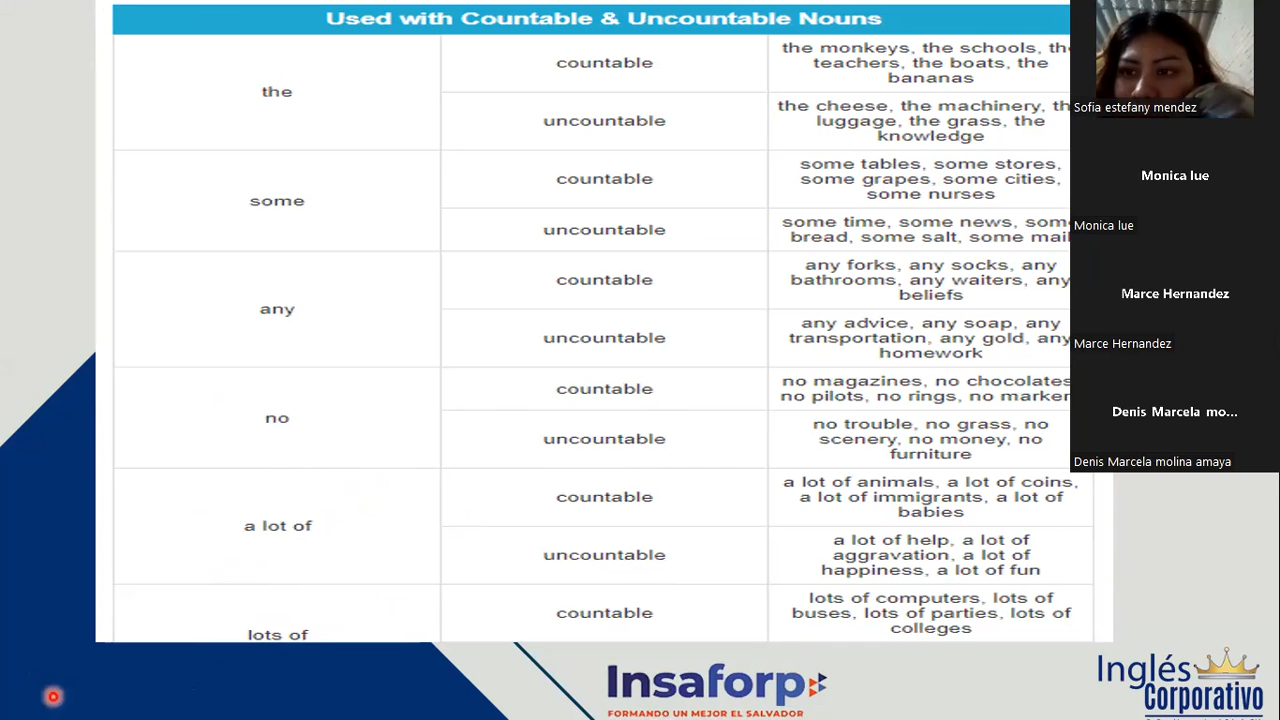 Used with Countable & Uncountable Nouns
the
countable
the monkeys, the schools,
teachers, the boats, the
bananas
uncountable
the cheese, the machinery,
luggage, the grass, the
knowledge
some
countable
some tables, some stores,
some grapes, some cities,
some nurses
uncountable
some time, some news,
bread, some salt, some
any
countable
any forks, any socks, any
bathrooms, any waiters, any
beliefs
uncountable
any advice, any soap, any
transportation, any gold, any
homework
no
countable
no magazines, no chocolates
no pilots, no rings, no marker
uncountable
no trouble, no grass, no
scenery, no money, no
furniture
a lot of
countable
a lot of animals, a lot of coins,
a lot of immigrants, a lot of
babies
uncountable
a lot of help, a lot of
aggravation, a lot of
happiness, a lot of fun
lots of
countable
lots of computers, lots of
buses, lots of parties, lots of
colleges
Sofia estefany mendez
Monica lue
Monica lue
Marce Hernandez
Marce Hernandez
Denis Marcela mo...
Denis Marcela molina amaya
Insaforp
FORMANDO UN MEJOR EL SALVADOR
Inglés
Corporativo